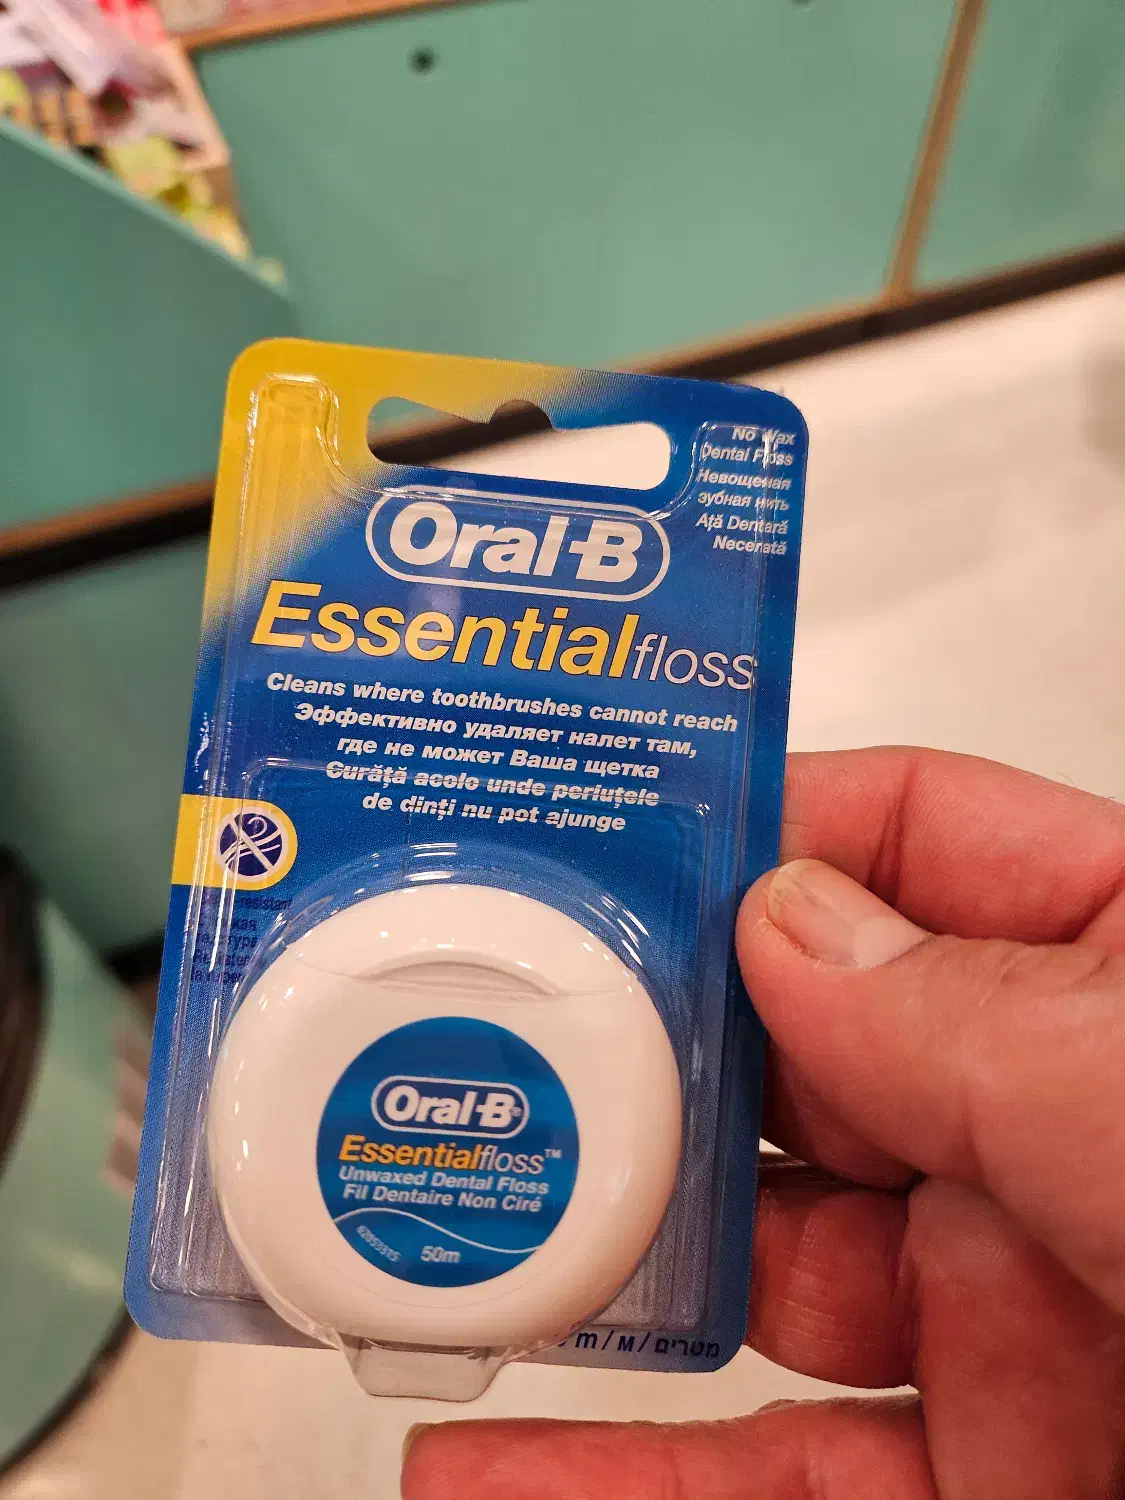 No Wax
Dental Floss
Невощеная
зубная нить
Ață Dentară
Necerată
Oral-B
Essentialfloss
Cleans where toothbrushes cannot reach
Эффективно удаляет налет там,
где не может Ваша щетка
Curăță acolo unde periuțele
de dinți nu pot ajunge
Oral-B
Essentialfloss™
Unwaxed Dental Floss
Fil Dentaire Non Ciré
50m
m / М / מטרים